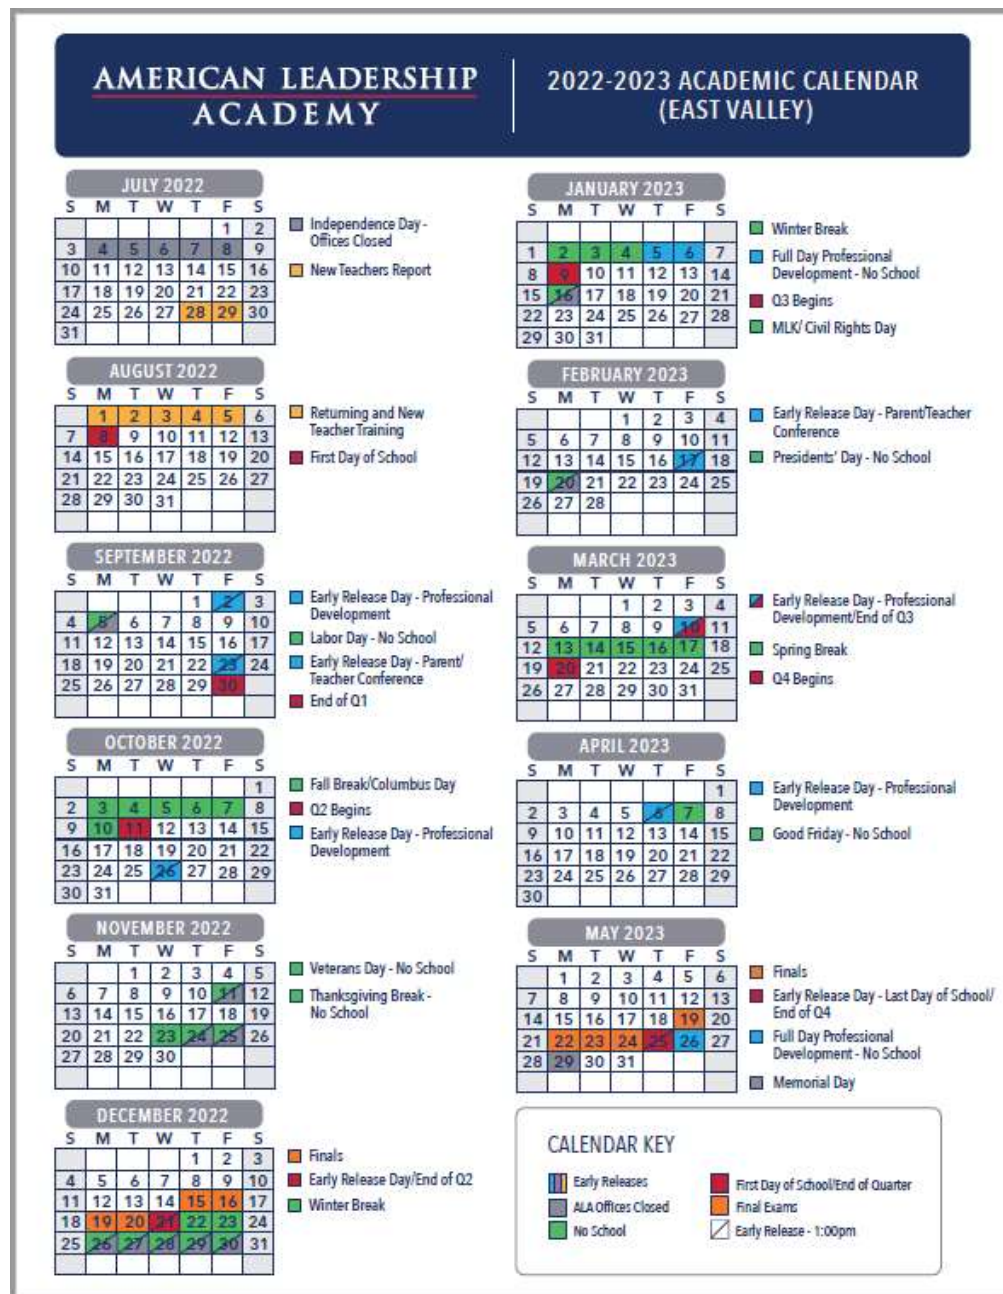 AMERICAN LEADERSHIP
ACADEMY
2022-2023 ACADEMIC CALENDAR
(EAST VALLEY)
JULY 2022
S M T W T F S
1 2
3 4 5 6 7 8 9
10 11 12 13 14 15 16
17 18 19 20 21 22 23
24 25 26 27 28 29 30
31
Independence Day -
Offices Closed
New Teachers Report
AUGUST 2022
S M T W T F S
1 2 3 4 5 6
7 8 9 10 11 12 13
14 15 16 17 18 19 20
21 22 23 24 25 26 27
28 29 30 31
Returning and New
Teacher Training
First Day of School
SEPTEMBER 2022
S M T W T F S
1 2 3
4 5 6 7 8 9 10
11 12 13 14 15 16 17
18 19 20 21 22 23 24
25 26 27 28 29 30
Early Release Day - Professional
Development
Labor Day - No School
Early Release Day - Parent/
Teacher Conference
End of Q1
OCTOBER 2022
S M T W T F S
1
2 3 4 5 6 7 8
9 10 11 12 13 14 15
16 17 18 19 20 21 22
23 24 25 26 27 28 29
30 31
Fall Break/Columbus Day
Q2 Begins
Early Release Day - Professional
Development
NOVEMBER 2022
S M T W T F S
1 2 3 4 5
6 7 8 9 10 11 12
13 14 15 16 17 18 19
20 21 22 23 24 25 26
27 28 29 30
Veterans Day - No School
Thanksgiving Break -
No School
DECEMBER 2022
S M T W T F S
1 2 3
4 5 6 7 8 9 10
11 12 13 14 15 16 17
18 19 20 21 22 23 24
25 26 27 28 29 30 31
Finals
Early Release Day/End of Q2
Winter Break
JANUARY 2023
S M T W T F S
1 2 3 4 5 6 7
8 9 10 11 12 13 14
15 16 17 18 19 20 21
22 23 24 25 26 27 28
29 30 31
Winter Break
Full Day Professional
Development - No School
Q3 Begins
MLK/ Civil Rights Day
FEBRUARY 2023
S M T W T F S
1 2 3 4
5 6 7 8 9 10 11
12 13 14 15 16 17 18
19 20 21 22 23 24 25
26 27 28
Early Release Day - Parent/Teacher
Conference
Presidents' Day - No School
MARCH 2023
S M T W T F S
1 2 3 4
5 6 7 8 9 10 11
12 13 14 15 16 17 18
19 20 21 22 23 24 25
26 27 28 29 30 31
Early Release Day - Professional
Development/End of Q3
Spring Break
Q4 Begins
APRIL 2023
S M T W T F S
1
2 3 4 5 6 7 8
9 10 11 12 13 14 15
16 17 18 19 20 21 22
23 24 25 26 27 28 29
30
Early Release Day - Professional
Development
Good Friday - No School
MAY 2023
S M T W T F S
1 2 3 4 5 6
7 8 9 10 11 12 13
14 15 16 17 18 19 20
21 22 23 24 25 26 27
28 29 30 31
Finals
Early Release Day - Last Day of School/
End of Q4
Full Day Professional
Development - No School
Memorial Day
CALENDAR KEY
Early Releases
ALA Offices Closed
No School
First Day of School/End of Quarter
Final Exams
Early Release - 1:00pm